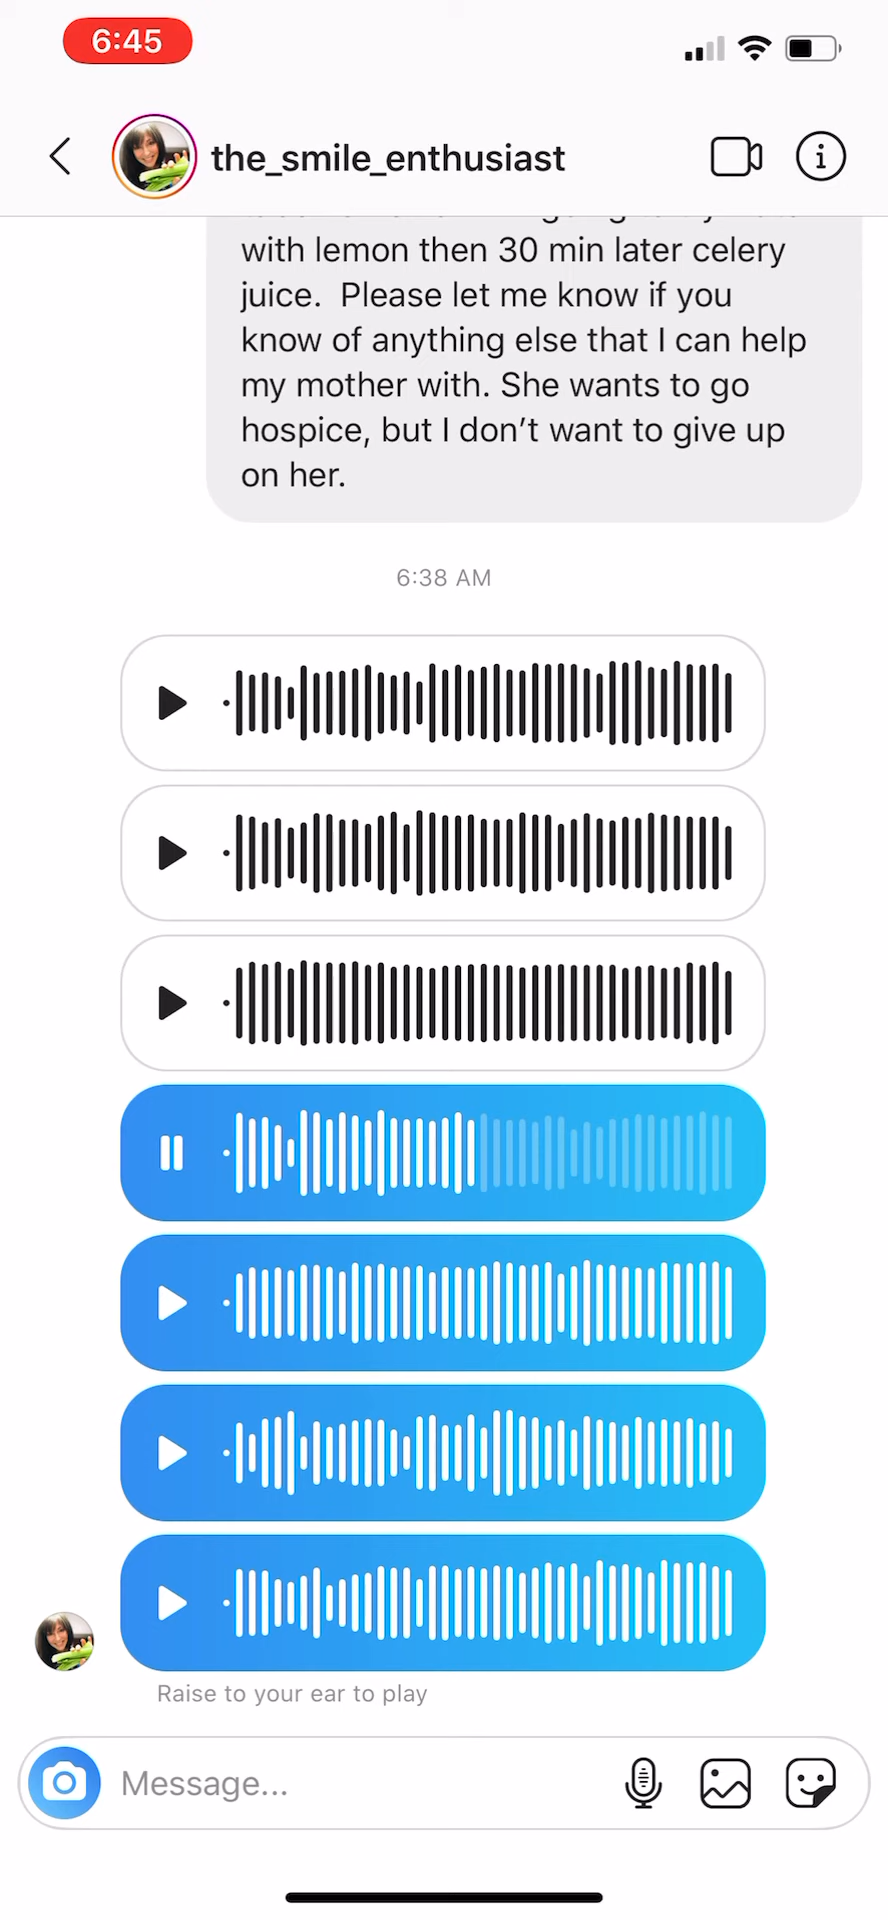 6:45
the_smile_enthusiast
with lemon then 30 min later celery
juice.  Please let me know if you
know of anything else that I can help
my mother with. She wants to go
hospice, but I don’t want to give up
on her.
6:38 AM
Raise to your ear to play
Message...